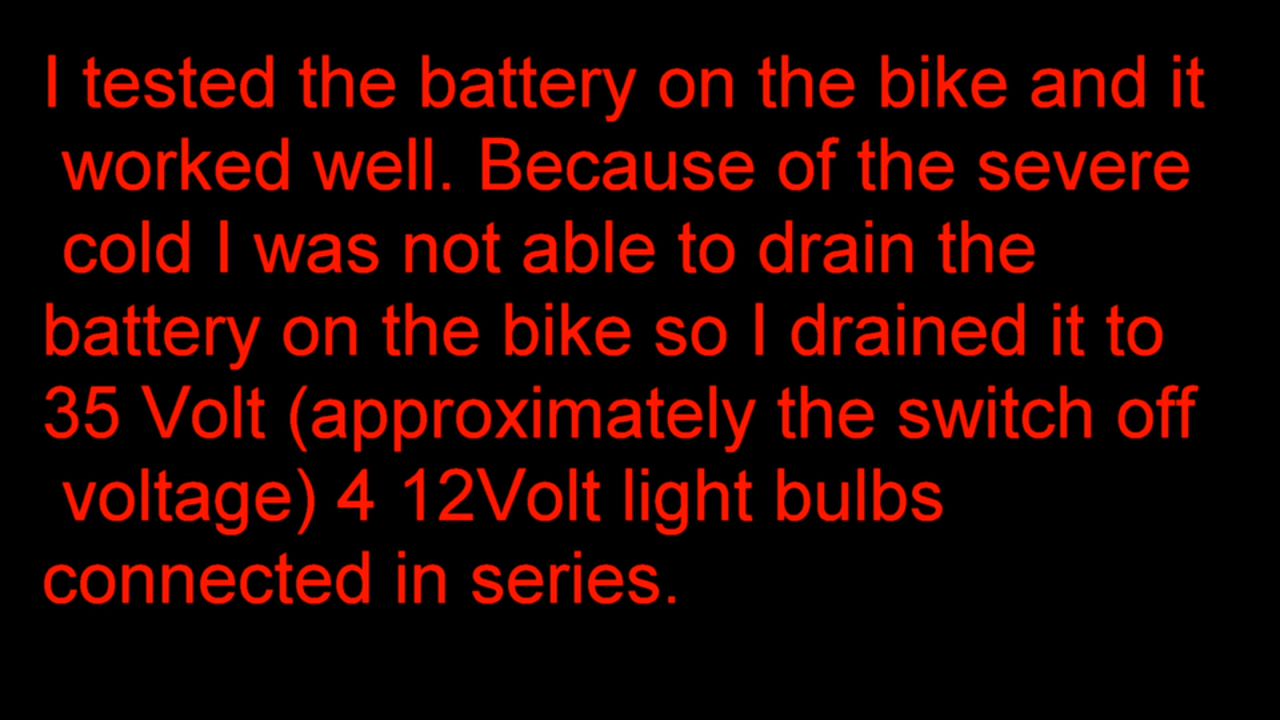 I tested the battery on the bike and it
worked well. Because of the severe
cold I was not able to drain the
battery on the bike so I drained it to
35 Volt (approximately the switch off
voltage) 4 12Volt light bulbs
connected in series.